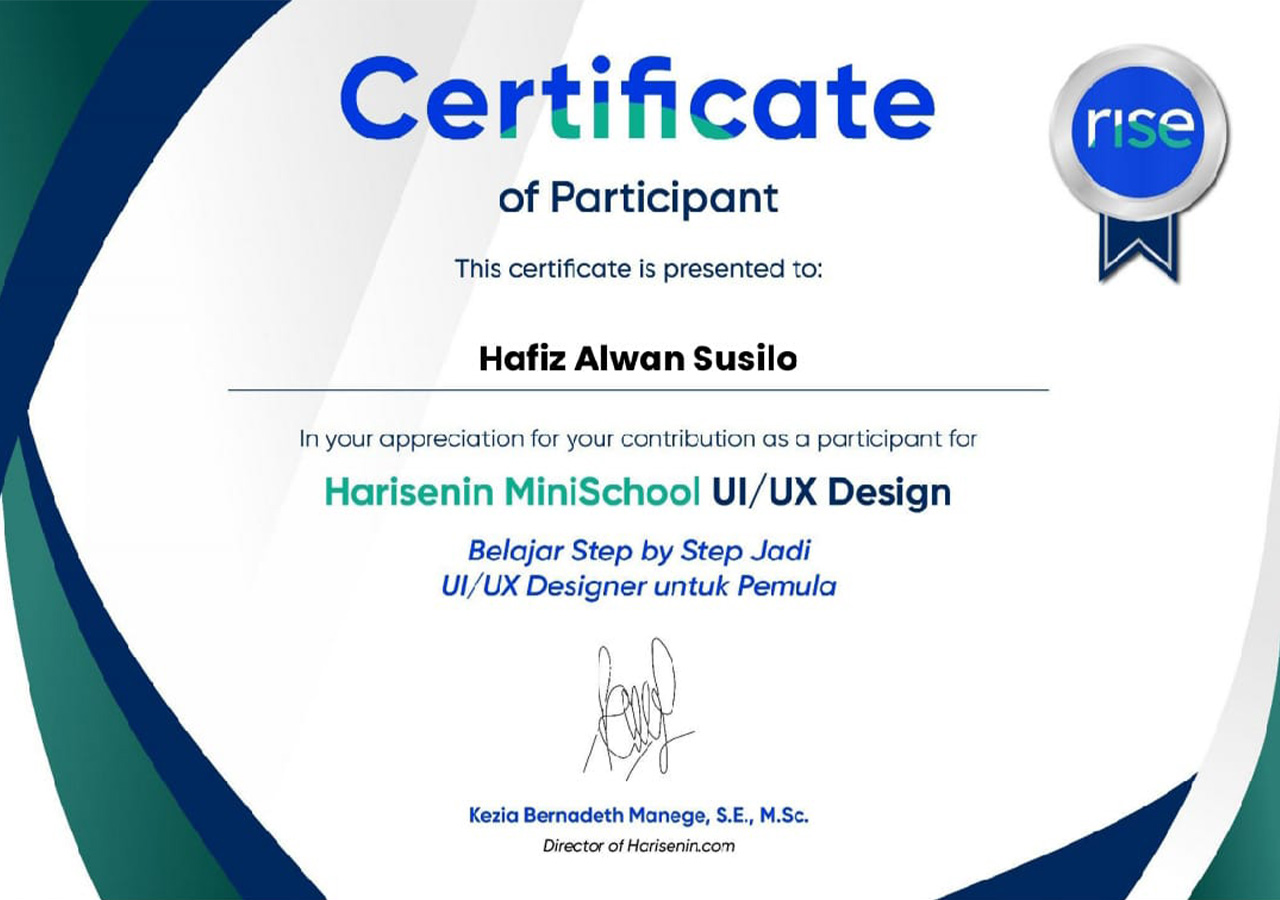 Certificate
of Participant
rise
This certificate is presented to:
Hafiz Alwan Susilo
In your appreciation for your contribution as a participant for
Harisenin MiniSchool UI/UX Design
Belajar Step by Step Jadi
UI/UX Designer untuk Pemula
Kezia Bernadeth Manege, S.E., M.Sc.
Director of Harisenin.com